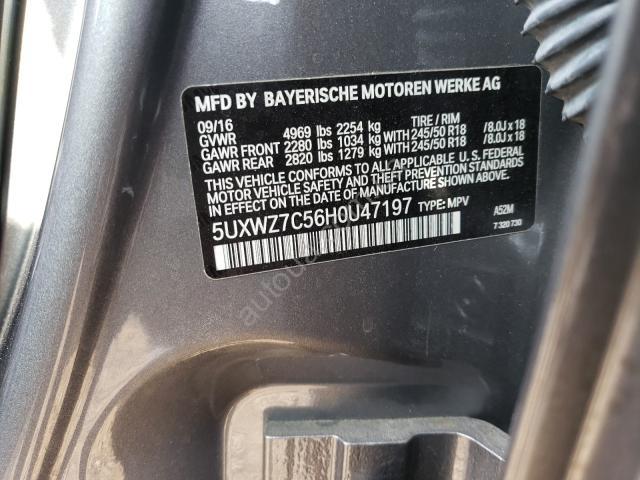 MFD BY BAYERISCHE MOTOREN WERKE AG
09/16 TIRE / RIM
GVWR 4969 lbs 2254 kg
GAWR FRONT 2280 lbs 1034 kg WITH 245/50 R18 /8.0J x 18
GAWR REAR 2820 lbs 1279 kg WITH 245/50 R18 /8.0J x 18
THIS VEHICLE CONFORMS TO ALL APPLICABLE U.S. FEDERAL
MOTOR VEHICLE SAFETY AND THEFT PREVENTION STANDARDS
IN EFFECT ON THE DATE OF MANUFACTURE SHOWN ABOVE.
5UXWZ7C56H0U47197 TYPE: MPV A52M
7 320 730